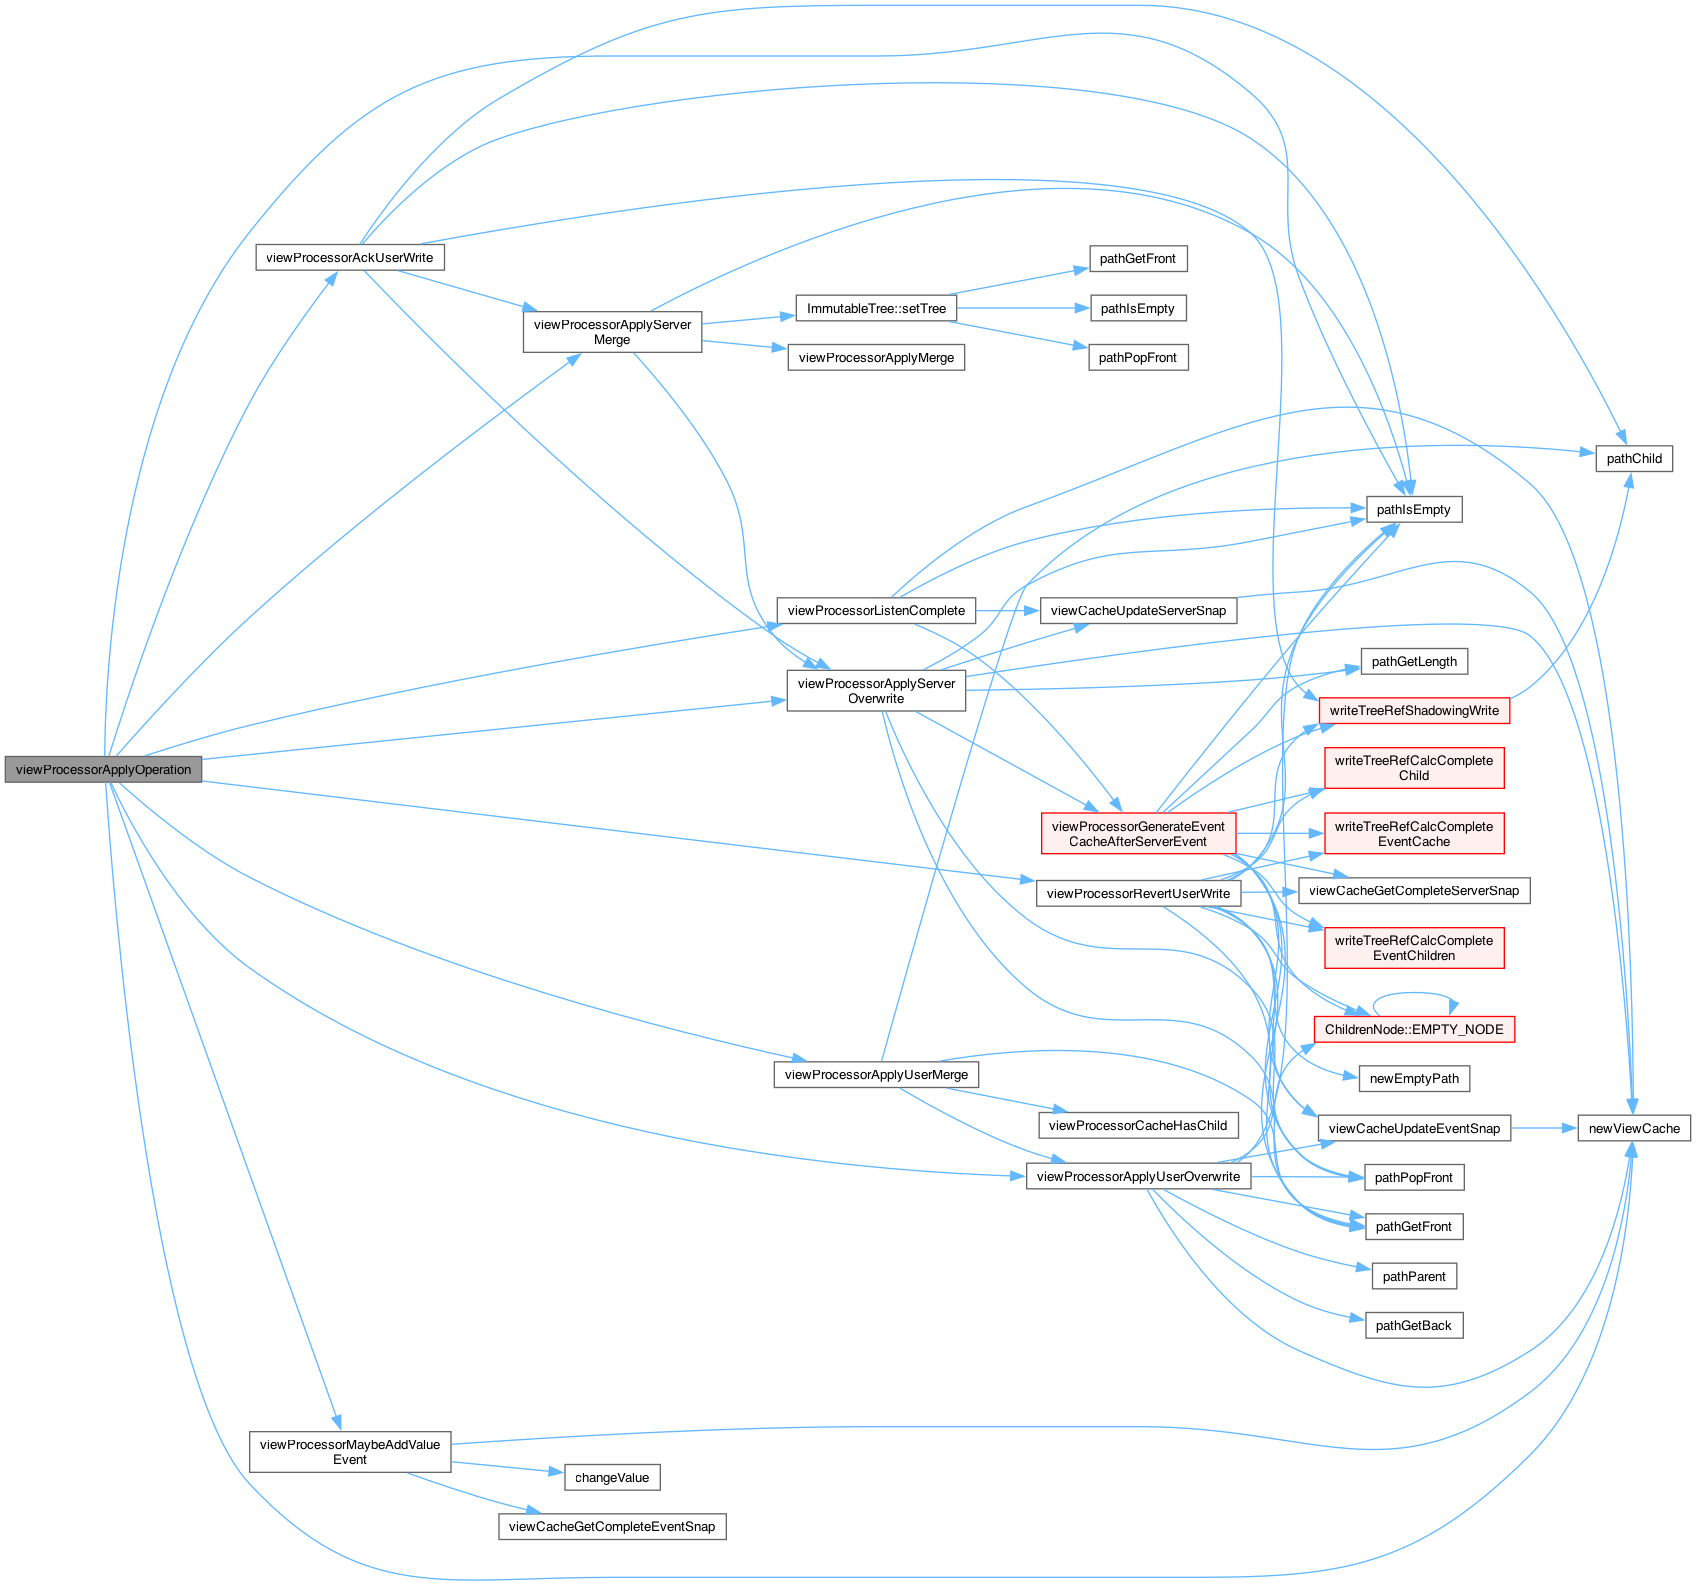 viewProcessorAckUserWrite
pathGetFront
ImmutableTree::setTree
pathIsEmpty
viewProcessorApplyServer
Merge
viewProcessorApplyMerge
pathPopFront
pathChild
pathIsEmpty
viewProcessorListenComplete
viewCacheUpdateServerSnap
pathGetLength
viewProcessorApplyServer
Overwrite
writeTreeRefShadowingWrite
viewProcessorApplyOperation
writeTreeRefCalcComplete
Child
viewProcessorGenerateEvent
CacheAfterServerEvent
writeTreeRefCalcComplete
EventCache
viewProcessorRevertUserWrite
viewCacheGetCompleteServerSnap
writeTreeRefCalcComplete
EventChildren
ChildrenNode::EMPTY_NODE
viewProcessorApplyUserMerge
newEmptyPath
viewProcessorCacheHasChild
viewCacheUpdateEventSnap
newViewCache
viewProcessorApplyUserOverwrite
pathPopFront
pathGetFront
pathParent
pathGetBack
viewProcessorMaybeAddValue
Event
changeValue
viewCacheGetCompleteEventSnap